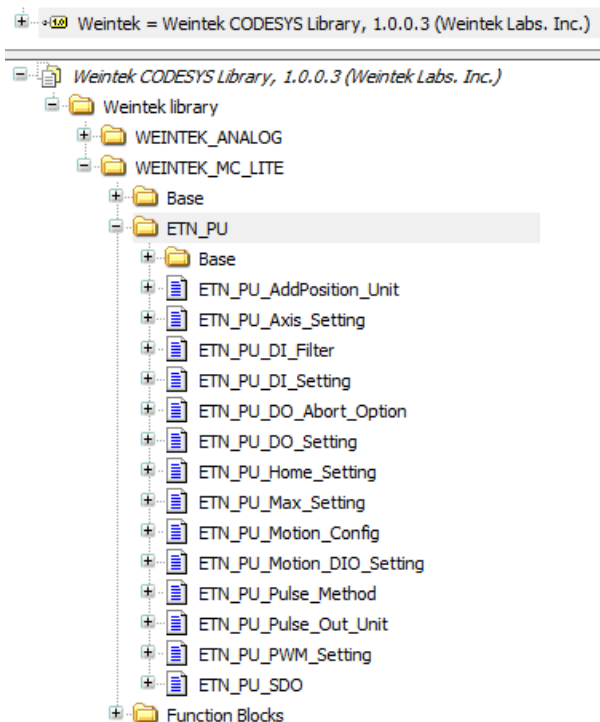 Weintek = Weintek CODESYS Library, 1.0.0.3 (Weintek Labs. Inc.)
Weintek CODESYS Library, 1.0.0.3 (Weintek Labs. Inc.)
Weintek library
WEINTEK_ANALOG
WEINTEK_MC_LITE
Base
ETN_PU
Base
ETN_PU_AddPosition_Unit
ETN_PU_Axis_Setting
ETN_PU_DI_Filter
ETN_PU_DI_Setting
ETN_PU_DO_Abort_Option
ETN_PU_DO_Setting
ETN_PU_Home_Setting
ETN_PU_Max_Setting
ETN_PU_Motion_Config
ETN_PU_Motion_DIO_Setting
ETN_PU_Pulse_Method
ETN_PU_Pulse_Out_Unit
ETN_PU_PWM_Setting
ETN_PU_SDO
Function Blocks